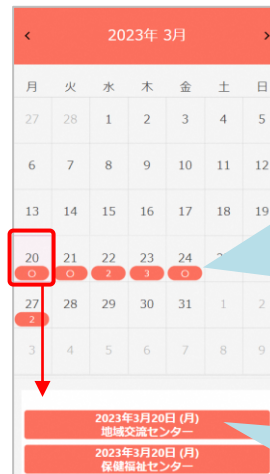 < 2023年 3月 >
月 火 水 木 金 土 日
27 28 1 2 3 4 5
6 7 8 9 10 11 12
13 14 15 16 17 18 19
20 21 22 23 24
○ ○ 2 3 ○
27 28 29 30 31 1 2
2
3 4 5 6 7 8 9
2023年3月20日 (月)
地域交流センター
2023年3月20日 (月)
保健福祉センター